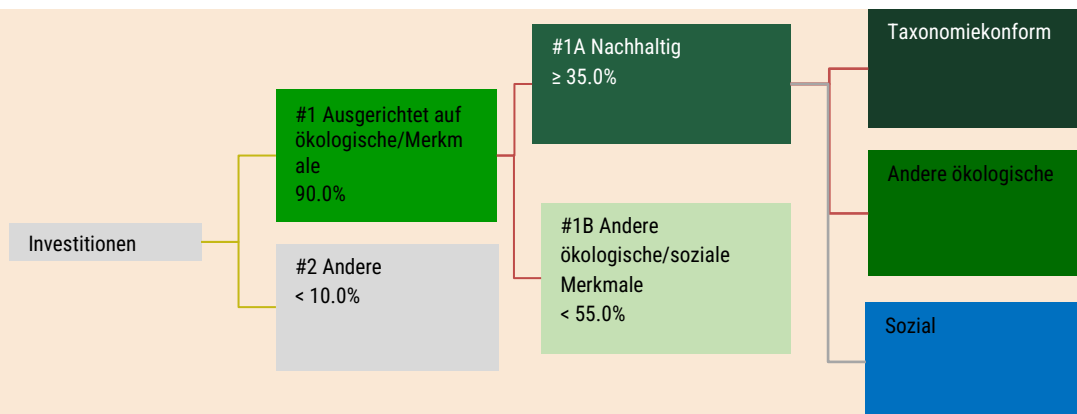 Investitionen
#1 Ausgerichtet auf
ökologische/Merkm
ale
90.0%
#2 Andere
< 10.0%
#1A Nachhaltig
≥ 35.0%
#1B Andere
ökologische/soziale
Merkmale
< 55.0%
Taxonomiekonform
Andere ökologische
Sozial